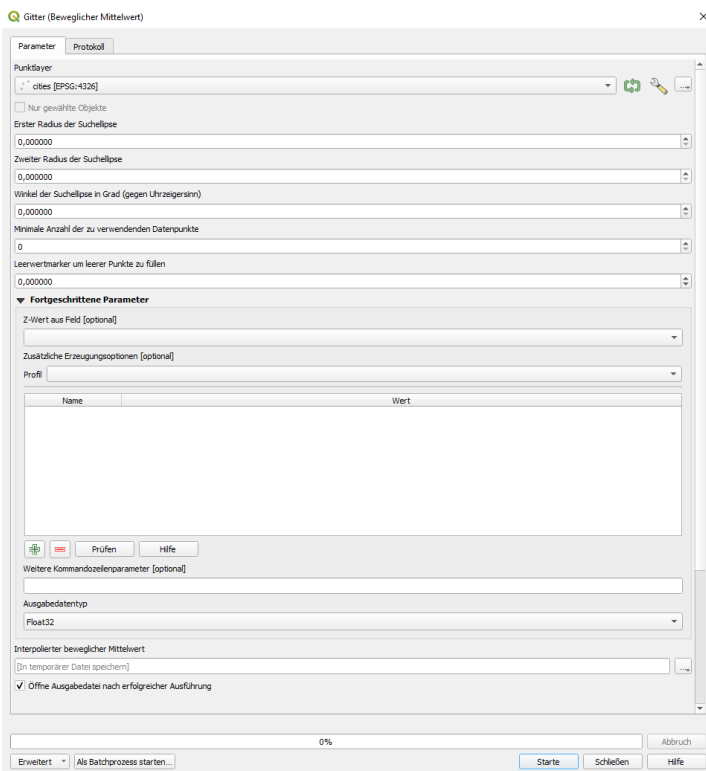 Gitter (Beweglicher Mittelwert)
Parameter Protokoll
Punktlayer
cities [EPSG:4326]
Nur gewählte Objekte
Erster Radius der Suchellipse
0,000000
Zweiter Radius der Suchellipse
0,000000
Winkel der Suchellipse in Grad (gegen Uhrzeigersinn)
0,000000
Minimale Anzahl der zu verwendenden Datenpunkte
0
Leerwertmarker um leerer Punkte zu füllen
0,000000
Fortgeschrittene Parameter
Z-Wert aus Feld [optional]
Zusätzliche Erzeugungsoptionen [optional]
Profil
Name Wert
Prüfen Hilfe
Weitere Kommandozeilenparameter [optional]
Ausgabedatentyp
Float32
Interpolierter beweglicher Mittelwert
[In temporärer Datei speichern]
Öffne Ausgabedatei nach erfolgreicher Ausführung
0% Abbruch
Erweitert Als Batchprozess starten... Starte Schließen Hilfe